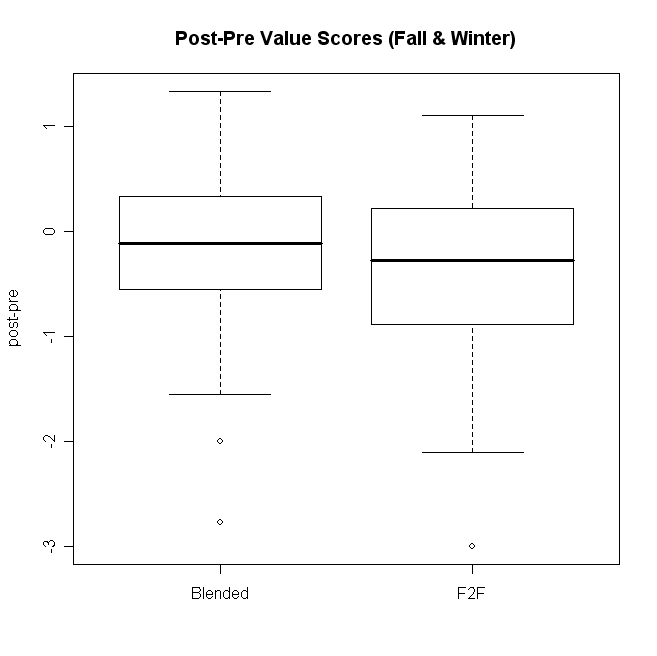 Post-Pre Value Scores (Fall & Winter)
post-pre
1
0
-1
-2
-3
Blended
F2F